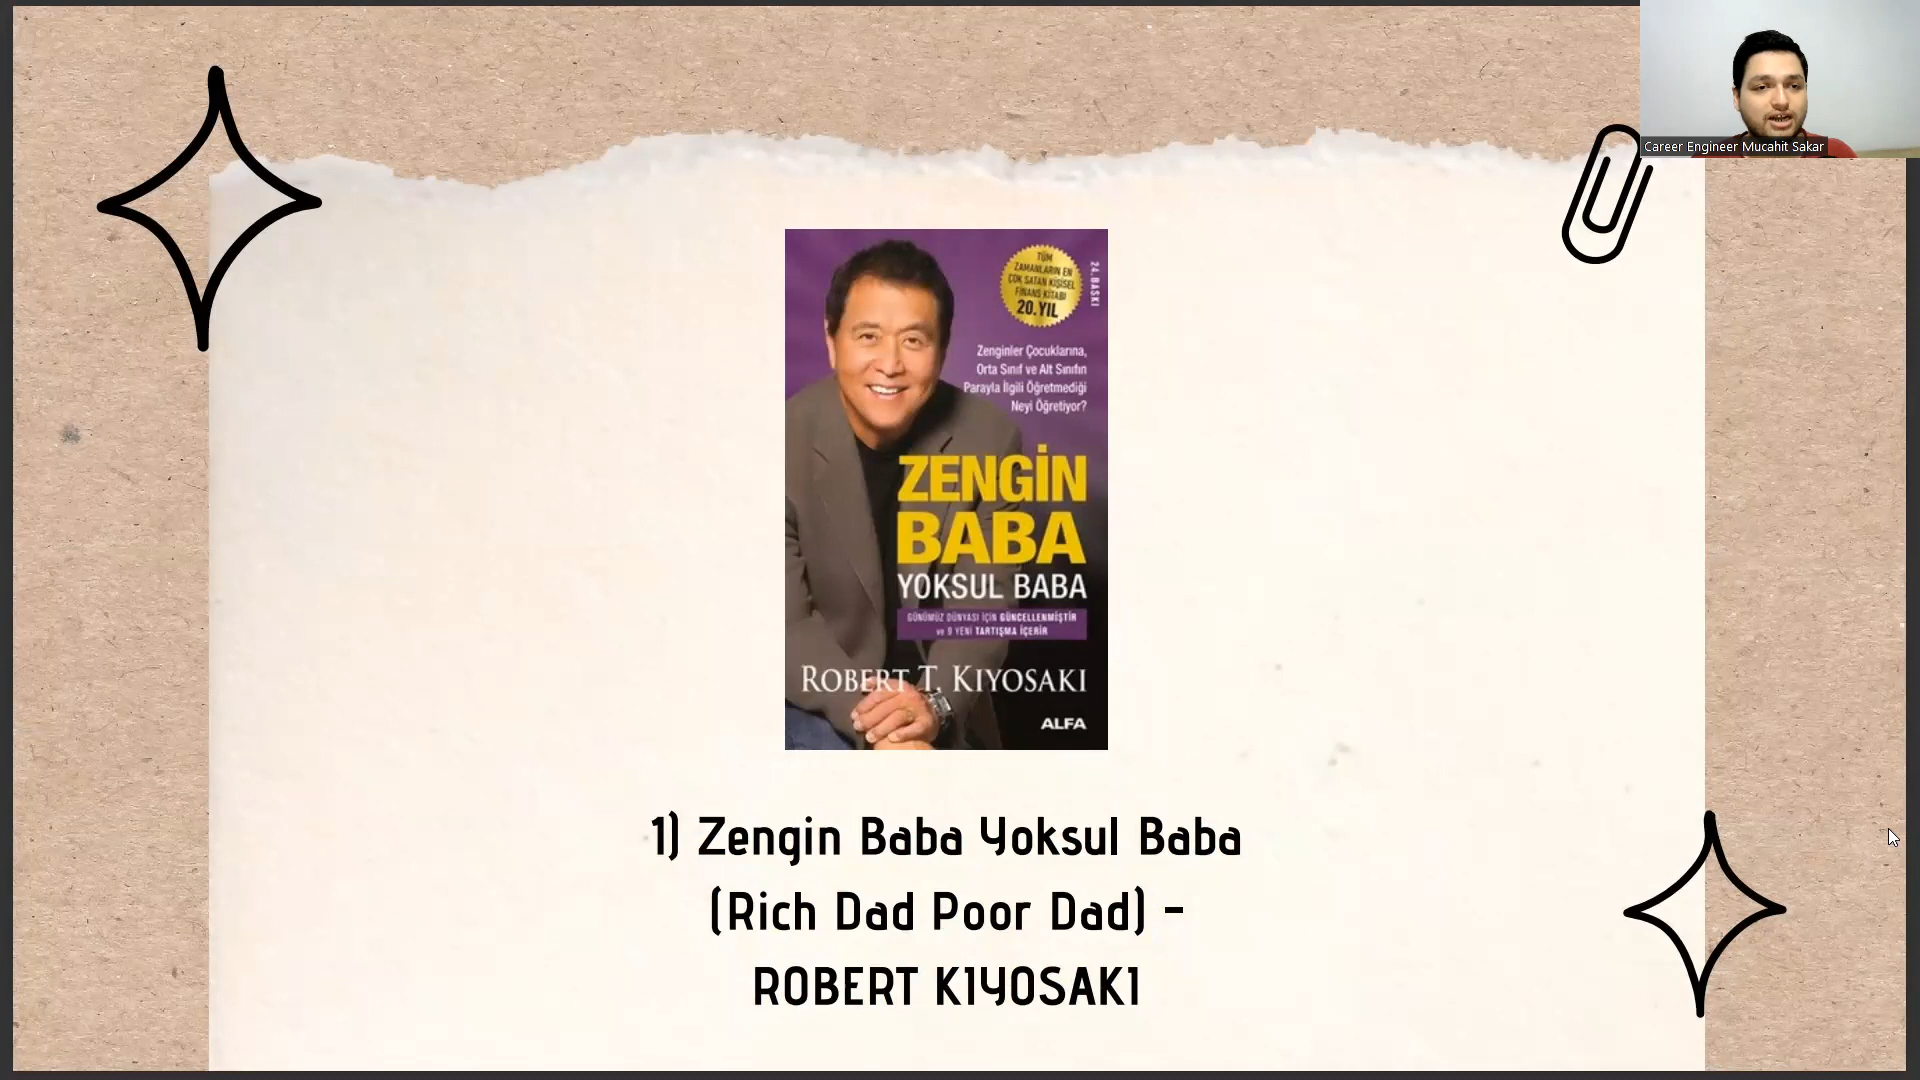 Career Engineer Mucahit Sakar
TÜM
ZAMANLARIN EN
ÇOK SATAN KİŞİSEL
FİNANS KİTABI
20.YIL
24.BASKI
Zenginler Çocuklarına,
Orta Sınıf ve Alt Sınıfın
Parayla İlgili Öğretmediği
Neyi Öğretiyor?
ZENGİN
BABA
YOKSUL BABA
GÜNÜMÜZ DÜNYASI İÇİN GÜNCELLENMİŞTİR
ve 9 YENİ TARTIŞMA İÇERİR
ROBERT T. KIYOSAKI
ALFA
1) Zengin Baba Yoksul Baba
(Rich Dad Poor Dad) -
ROBERT KIYOSAKI